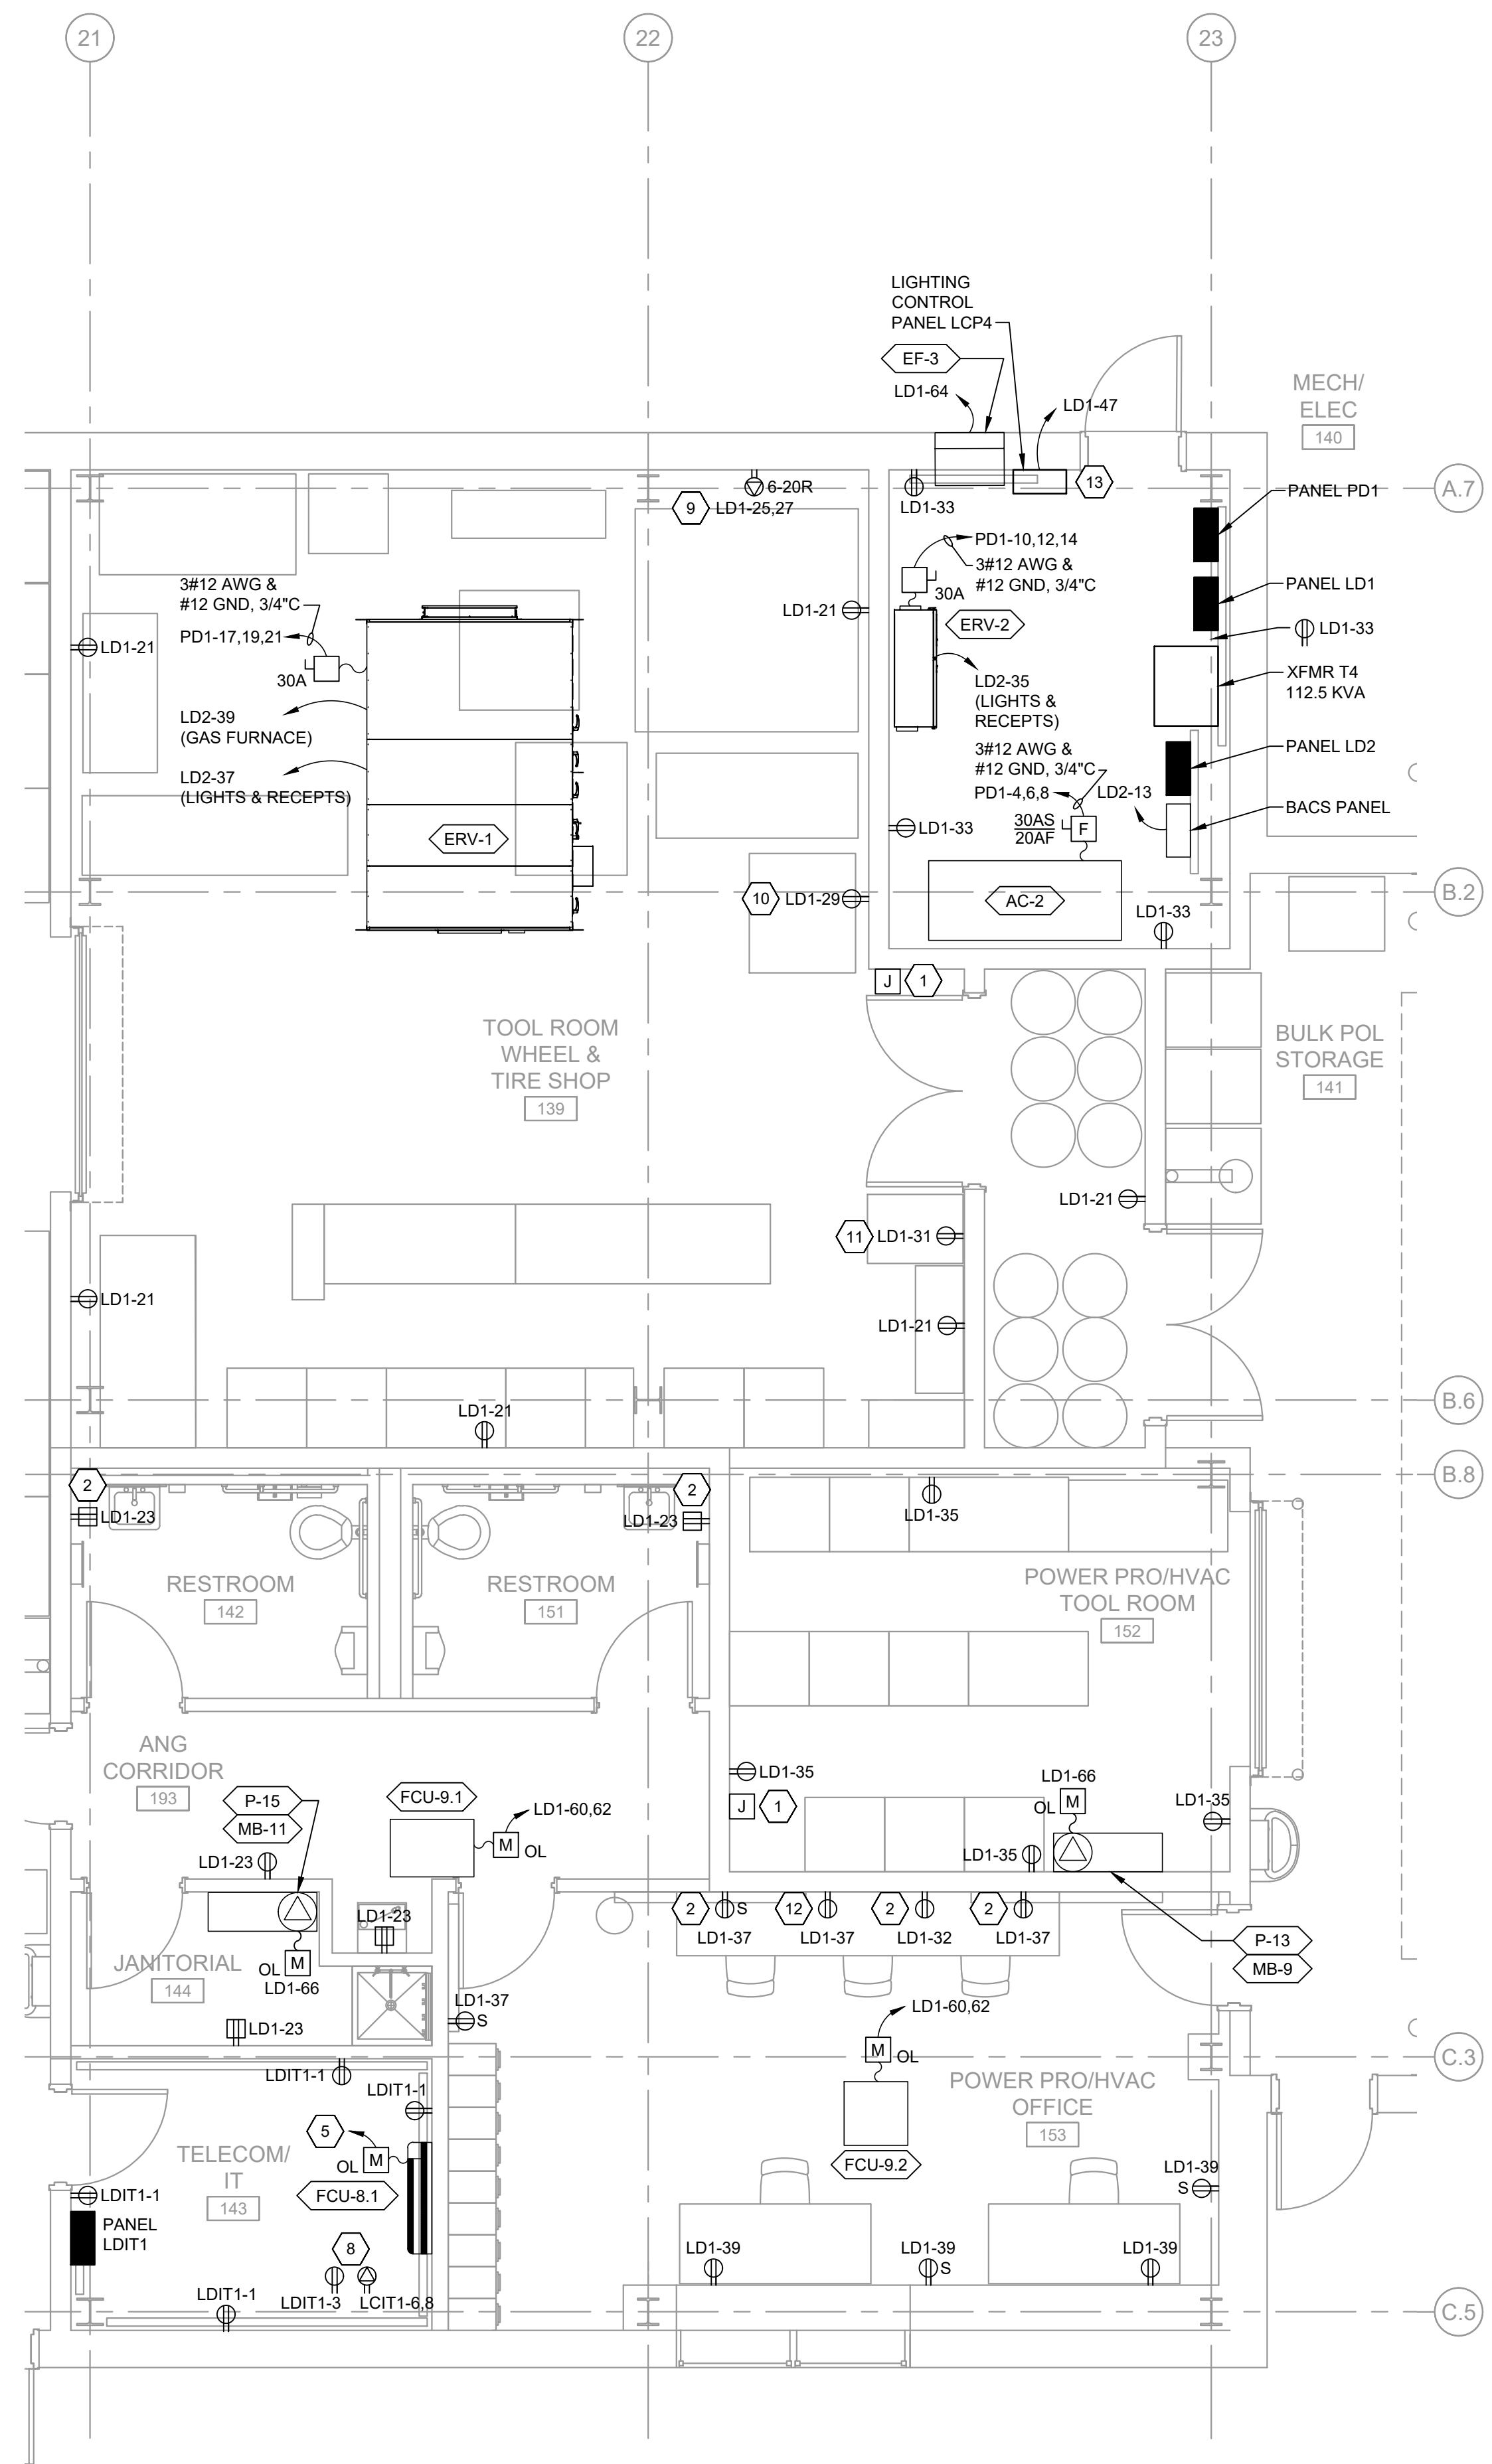 21
22
23
LIGHTING
CONTROL
PANEL LCP4
EF-3
LD1-64
LD1-47
MECH/
ELEC
140
13
A.7
6-20R
9
LD1-25,27
LD1-33
PANEL PD1
PD1-10,12,14
3#12 AWG &
#12 GND, 3/4"C
30A
ERV-2
PANEL LD1
LD1-33
3#12 AWG &
#12 GND, 3/4"C
PD1-17,19,21
30A
LD1-21
LD1-21
XFMR T4
112.5 KVA
LD2-35
(LIGHTS &
RECEPTS)
LD2-39
(GAS FURNACE)
LD2-37
(LIGHTS & RECEPTS)
ERV-1
PANEL LD2
3#12 AWG &
#12 GND, 3/4"C
PD1-4,6,8
LD2-13
BACS PANEL
30AS
20AF
F
LD1-33
AC-2
B.2
10
LD1-29
LD1-33
J
1
TOOL ROOM
WHEEL &
TIRE SHOP
139
BULK POL
STORAGE
141
LD1-21
11
LD1-31
LD1-21
LD1-21
LD1-21
B.6
B.8
2
LD1-23
2
LD1-23
LD1-35
RESTROOM
142
RESTROOM
151
POWER PRO/HVAC
TOOL ROOM
152
ANG
CORRIDOR
193
P-15
MB-11
FCU-9.1
LD1-60,62
M
OL
LD1-35
J
1
LD1-66
M
OL
LD1-35
LD1-35
LD1-23
2
S
12
2
2
LD1-37
LD1-37
LD1-32
LD1-37
P-13
MB-9
LD1-23
JANITORIAL
144
OL
M
LD1-66
LD1-23
LD1-37
S
LD1-60,62
M
OL
C.3
LDIT1-1
LDIT1-1
POWER PRO/HVAC
OFFICE
153
5
M
OL
TELECOM/
IT
143
FCU-8.1
FCU-9.2
LD1-39
S
LDIT1-1
PANEL
LDIT1
8
LDIT1-3
LCIT1-6,8
LDIT1-1
LD1-39
LD1-39
S
LD1-39
C.5